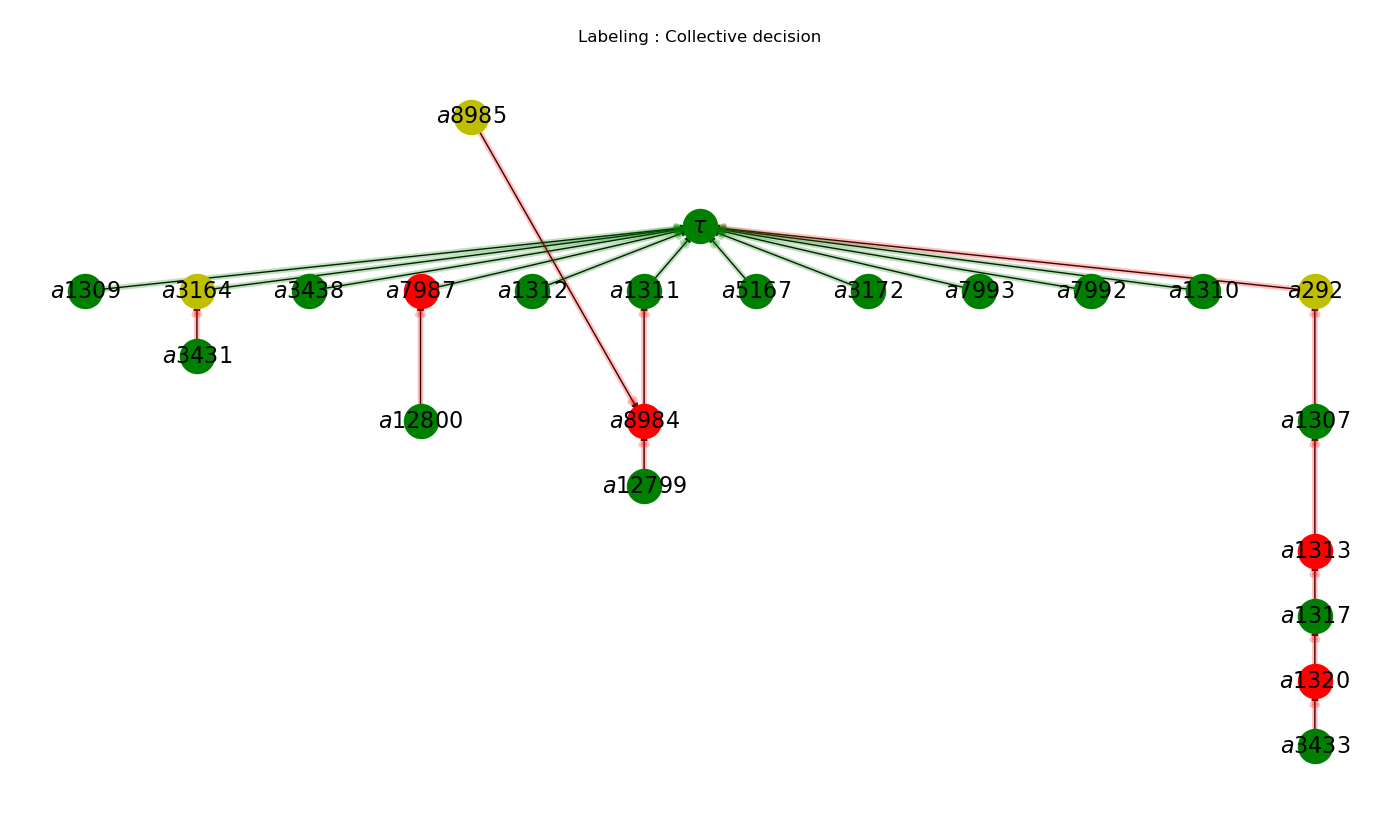 Labeling : Collective decision
a8985
τ
a1309 a3164 a3438 a7987 a1312 a1311 a5167 a3172 a7993 a7992 a1310 a292
a3431
a12800 a8984 a1307
a12799
a1313
a1317
a1320
a3433